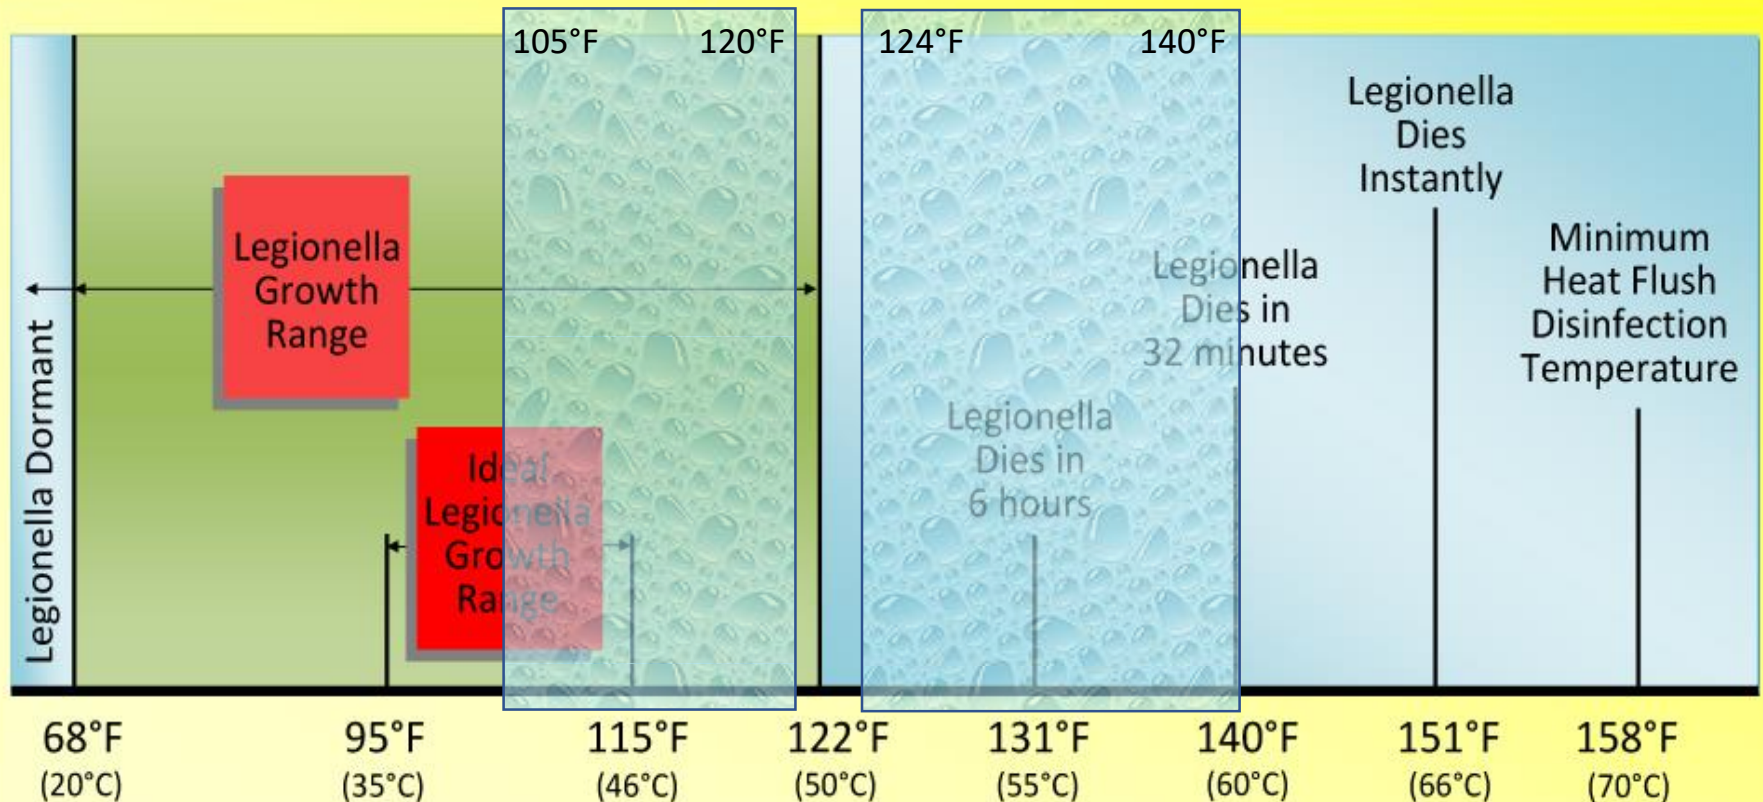 105°F 120°F 124°F 140°F
Legionella
Dies
Instantly
Legionella
Growth
Range
Legionella
Dies in
32 minutes
Minimum
Heat Flush
Disinfection
Temperature
Legionella Dormant
Ideal
Legionella
Growth
Range
Legionella
Dies in
6 hours
68°F 95°F 115°F 122°F 131°F 140°F 151°F 158°F
(20°C) (35°C) (46°C) (50°C) (55°C) (60°C) (66°C) (70°C)